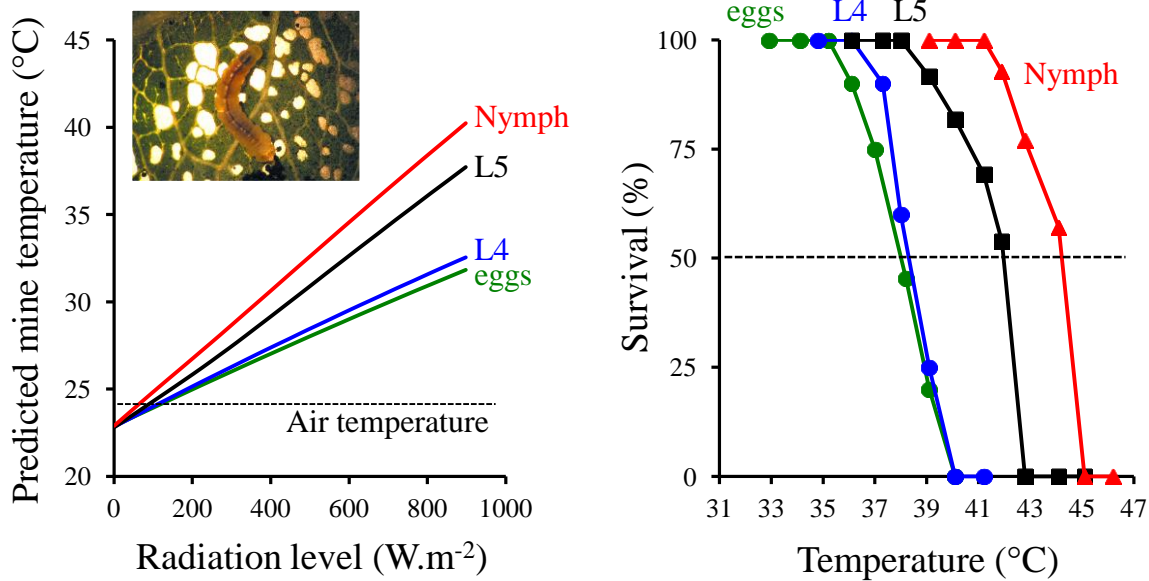 Predicted mine temperature (°C)
45
40
35
30
25
20
Nymph
L5
L4
eggs
Air temperature
0
200
400
600
800
1000
Radiation level (W.m-2)
Survival (%)
100
75
50
25
0
eggs
L4
L5
Nymph
31
33
35
37
39
41
43
45
47
Temperature (°C)